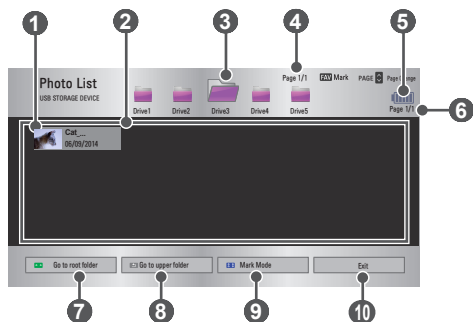 1
2
3
4
5
Photo List
USB STORAGE DEVICE
Page 1/1
FAV Mark
PAGE Page Change
Drive1
Drive2
Drive3
Drive4
Drive5
Page 1/1
6
Cat_...
06/09/2014
Go to root folder
Go to upper folder
Mark Mode
Exit
7
8
9
10